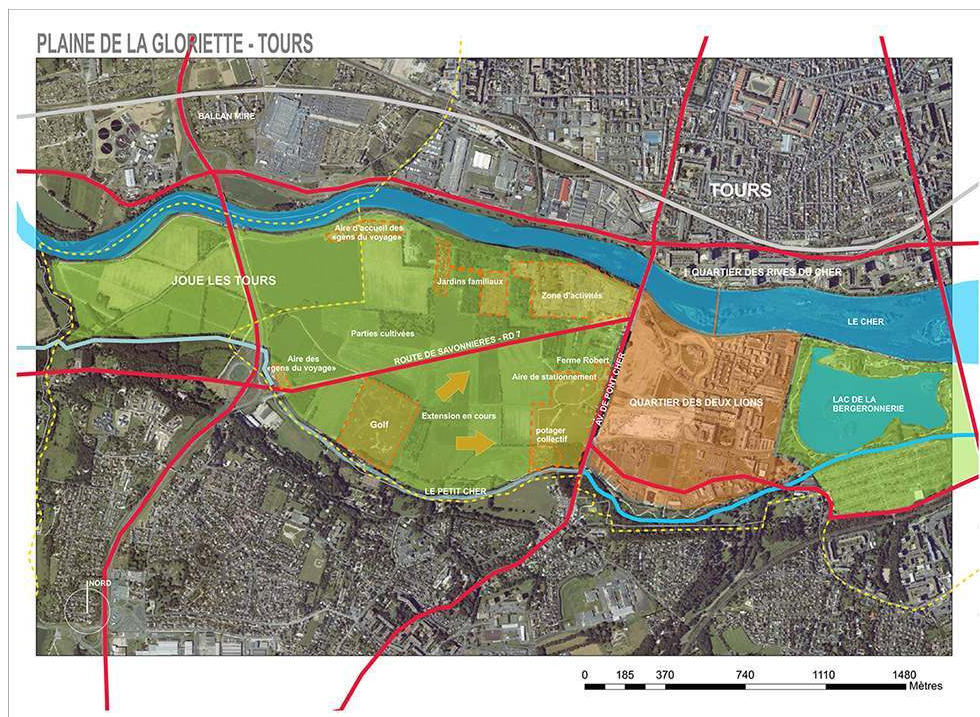 PLAINE DE LA GLORIETTE - TOURS
BALLAN MIRE
TOURS
Aire d'accueil des
«gens du voyage»
QUARTIER DES RIVES DU CHER
JOUE LES TOURS
Jardins familiaux
Zone d'activités
LE CHER
Parties cultivées
ROUTE DE SAVONNIERES - RD 7
Aire des
«gens du voyage»
Ferme Robert
Aire de stationnement
AV. DE PONT CHER
QUARTIER DES DEUX LIONS
LAC DE LA
BERGERONNERIE
Extension en cours
Golf
potager
collectif
LE PETIT CHER
NORD
0 185 370 740 1110 1480
Mètres